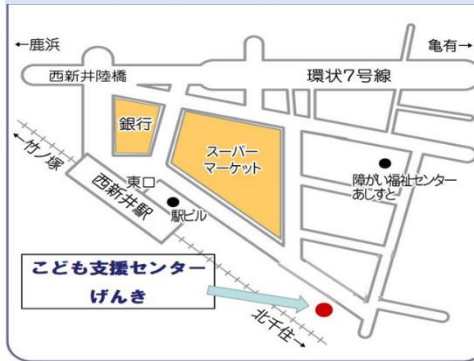 ←鹿浜
亀有→
西新井陸橋
環状7号線
銀行
スーパー
マーケット
←竹ノ塚
東口
西新井駅
駅ビル
障がい福祉センター
あしすと
こども支援センター
げんき
北千住→